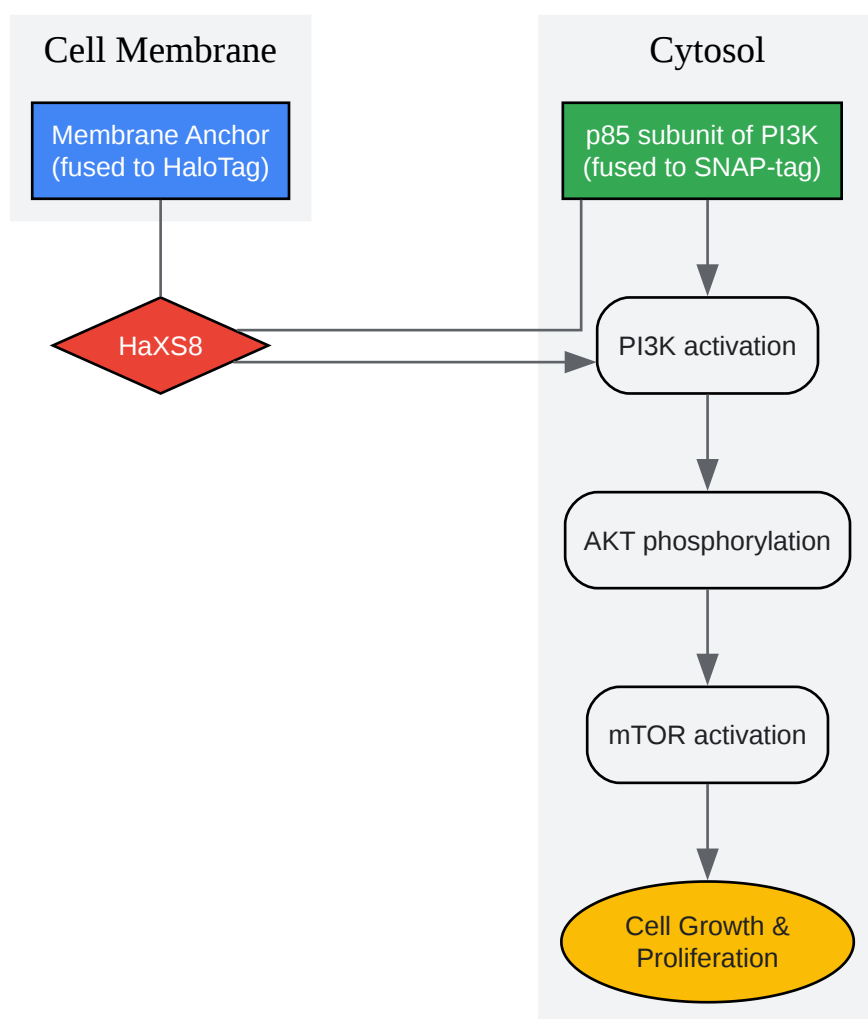 Cell Membrane
Cytosol
Membrane Anchor
(fused to HaloTag)
p85 subunit of PI3K
(fused to SNAP-tag)
HaXS8
PI3K activation
AKT phosphorylation
mTOR activation
Cell Growth &
Proliferation